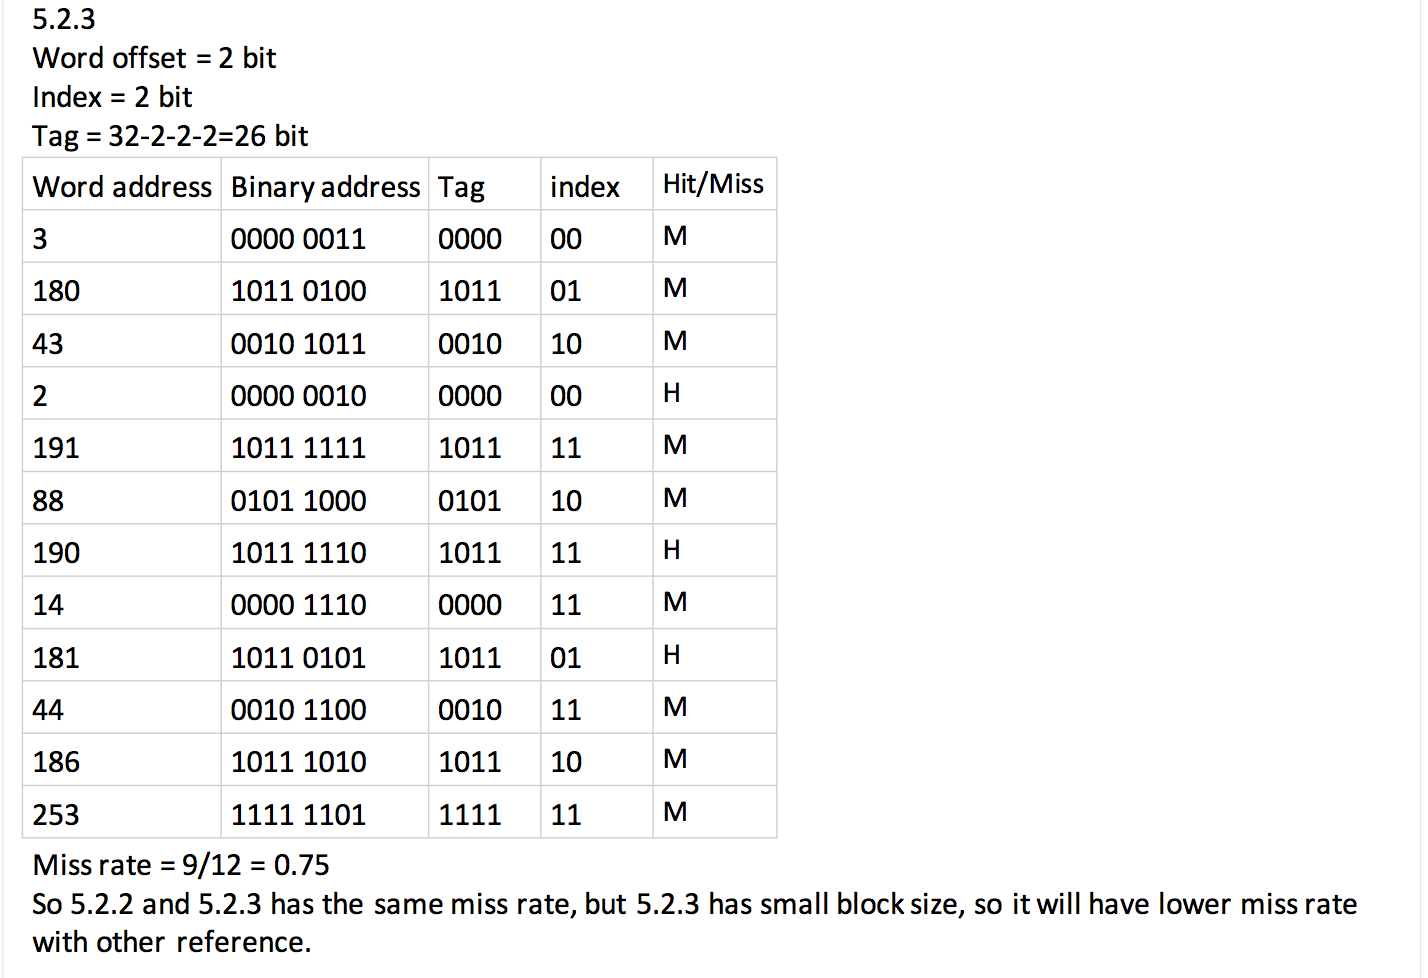 5.2.3
Word offset = 2 bit
Index = 2 bit
Tag = 32-2-2-2=26 bit
Word address Binary address Tag index Hit/Miss
3 0000 0011 0000 00 M
180 1011 0100 1011 01 M
43 0010 1011 0010 10 M
2 0000 0010 0000 00 H
191 1011 1111 1011 11 M
88 0101 1000 0101 10 M
190 1011 1110 1011 11 H
14 0000 1110 0000 11 M
181 1011 0101 1011 01 H
44 0010 1100 0010 11 M
186 1011 1010 1011 10 M
253 1111 1101 1111 11 M
Miss rate = 9/12 = 0.75
So 5.2.2 and 5.2.3 has the same miss rate, but 5.2.3 has small block size, so it will have lower miss rate
with other reference.